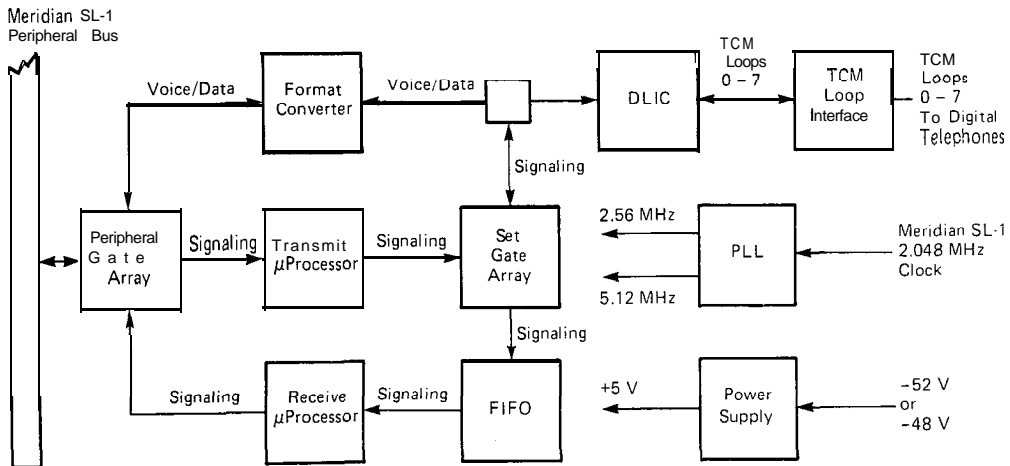 Meridian SL-1
Peripheral Bus
Voice/Data
Format
Converter
Voice/Data
DLIC
TCM
Loops
0 – 7
TCM
Loop
Interface
TCM
Loops
0 – 7
To Digital
Telephones
Signaling
Peripheral
Gate
Array
Signaling
Transmit
μProcessor
Signaling
Set
Gate
Array
2.56 MHz
5.12 MHz
PLL
Meridian SL-1
2.048 MHz
Clock
Signaling
Signaling
Receive
μProcessor
Signaling
FIFO
+5 V
Power
Supply
–52 V
or
–48 V